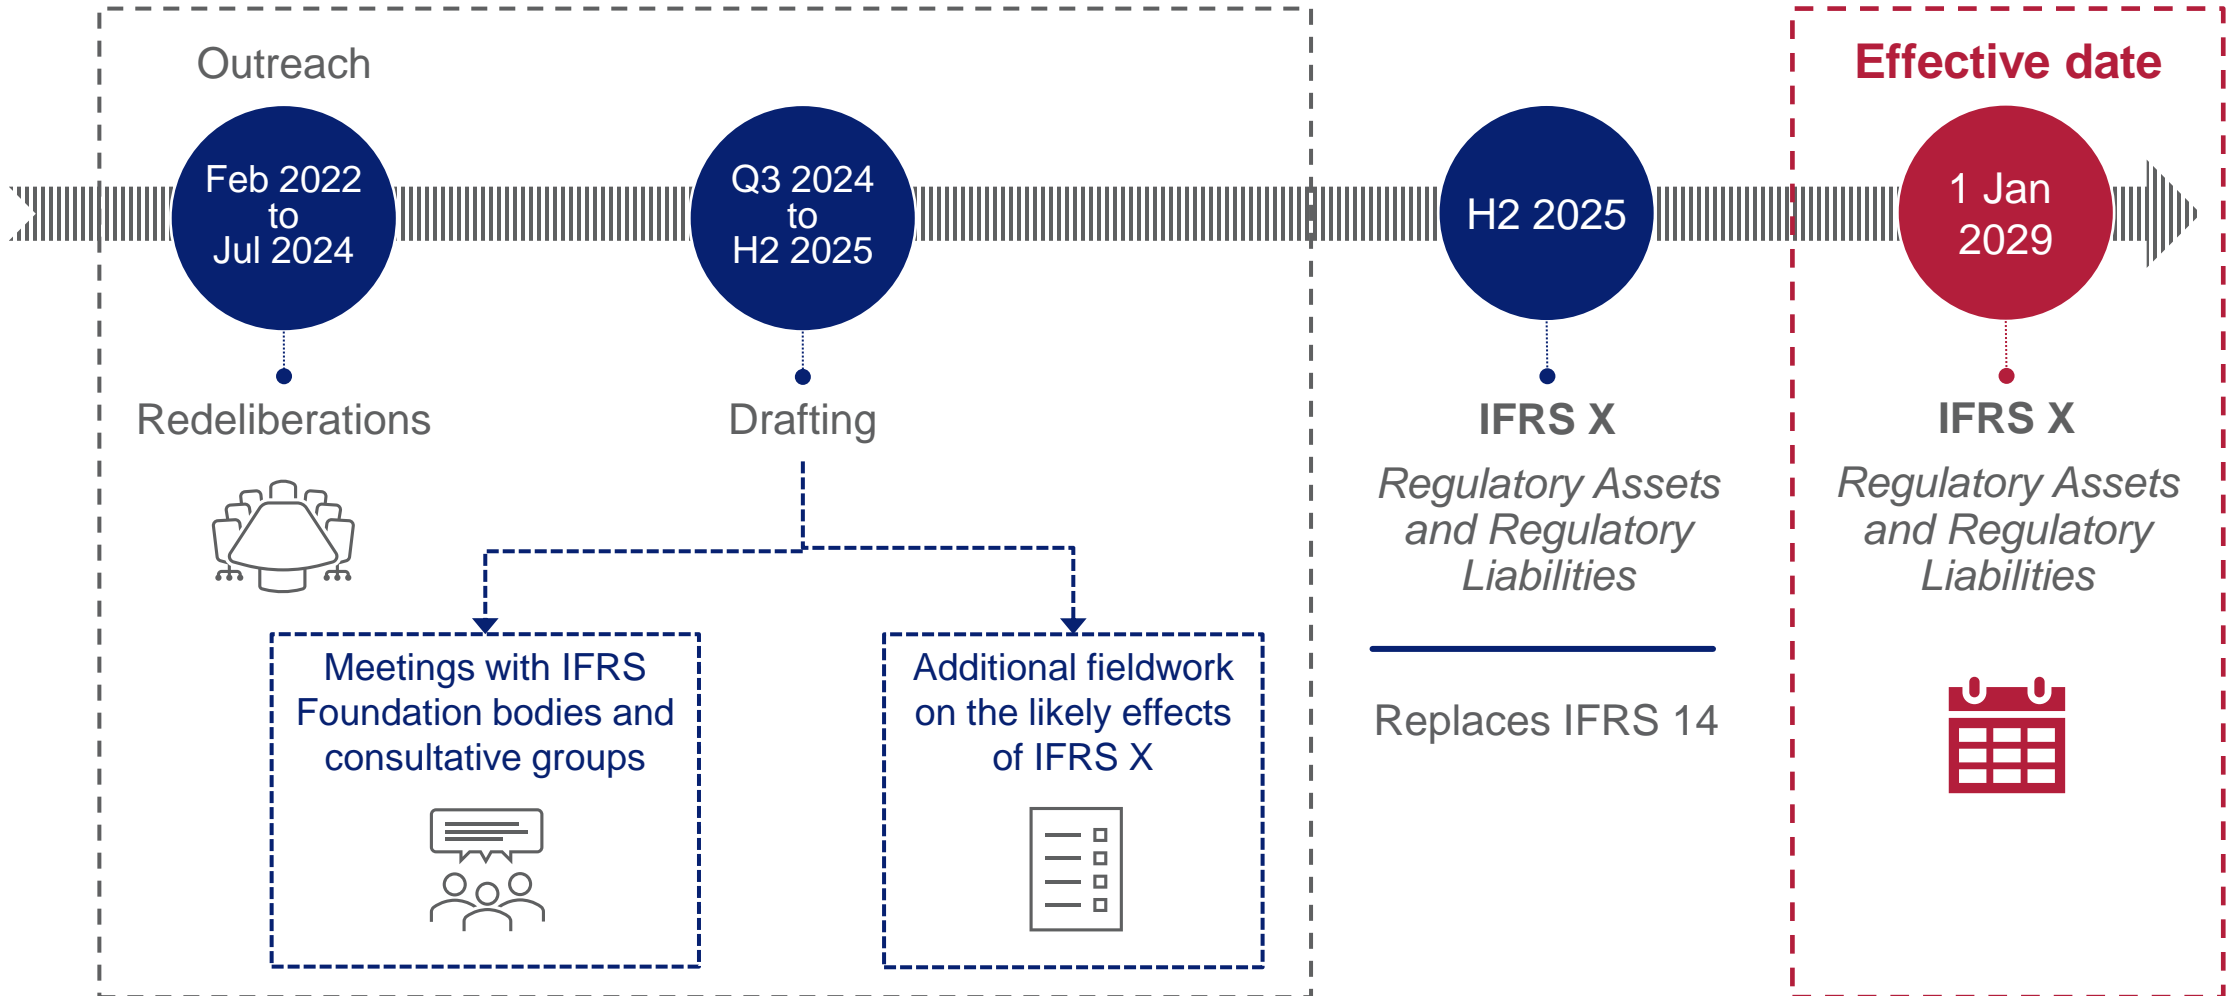 Outreach
Feb 2022
to
Jul 2024
Redeliberations
Q3 2024
to
H2 2025
Drafting
Meetings with IFRS
Foundation bodies and
consultative groups
Additional fieldwork
on the likely effects
of IFRS X
H2 2025
IFRS X
Regulatory Assets
and Regulatory
Liabilities
Replaces IFRS 14
Effective date
1 Jan
2029
IFRS X
Regulatory Assets
and Regulatory
Liabilities